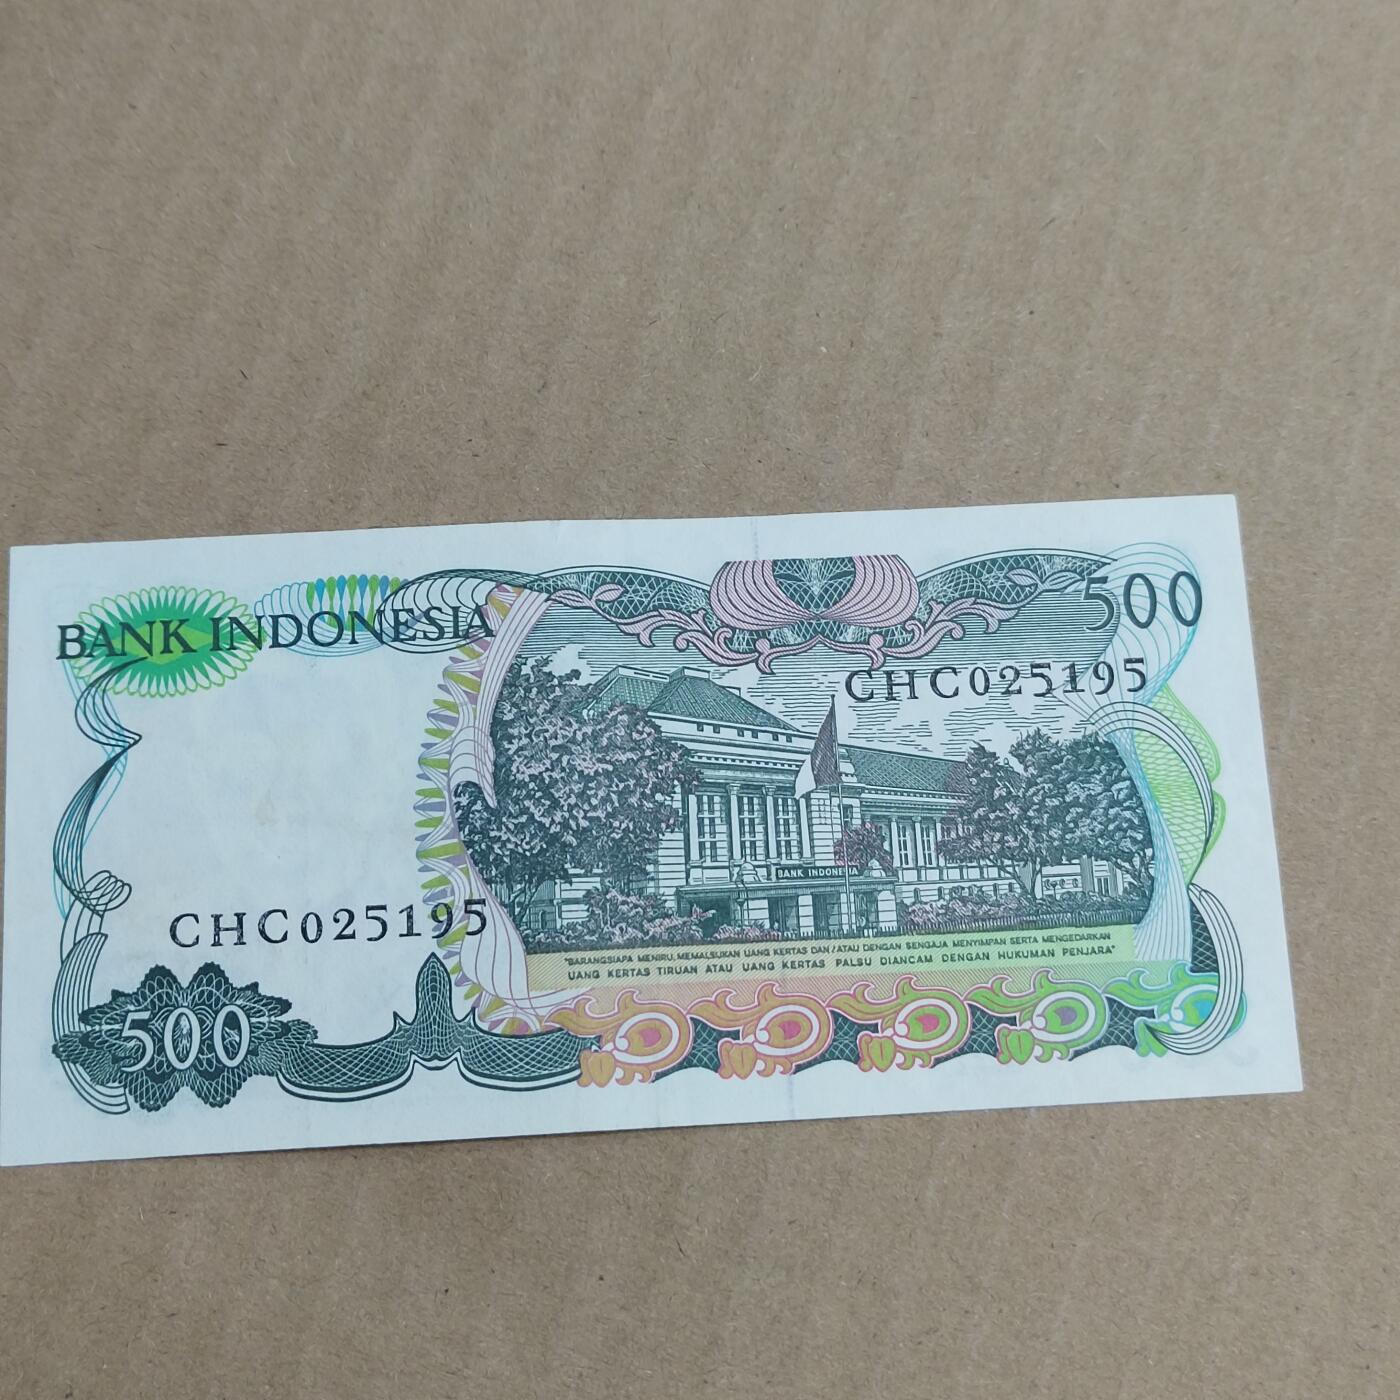 BANK INDONESIA
500
CHC025195
BANK INDONESIA
CHC025195
"BARANGSIAPA MENIRU, MEMALSUKAN UANG KERTAS DAN/ATAU DENGAN SENGAJA MENYIMPAN SERTA MENGEDARKAN
UANG KERTAS TIRUAN ATAU UANG KERTAS PALSU DIANCAM DENGAN HUKUMAN PENJARA"
500